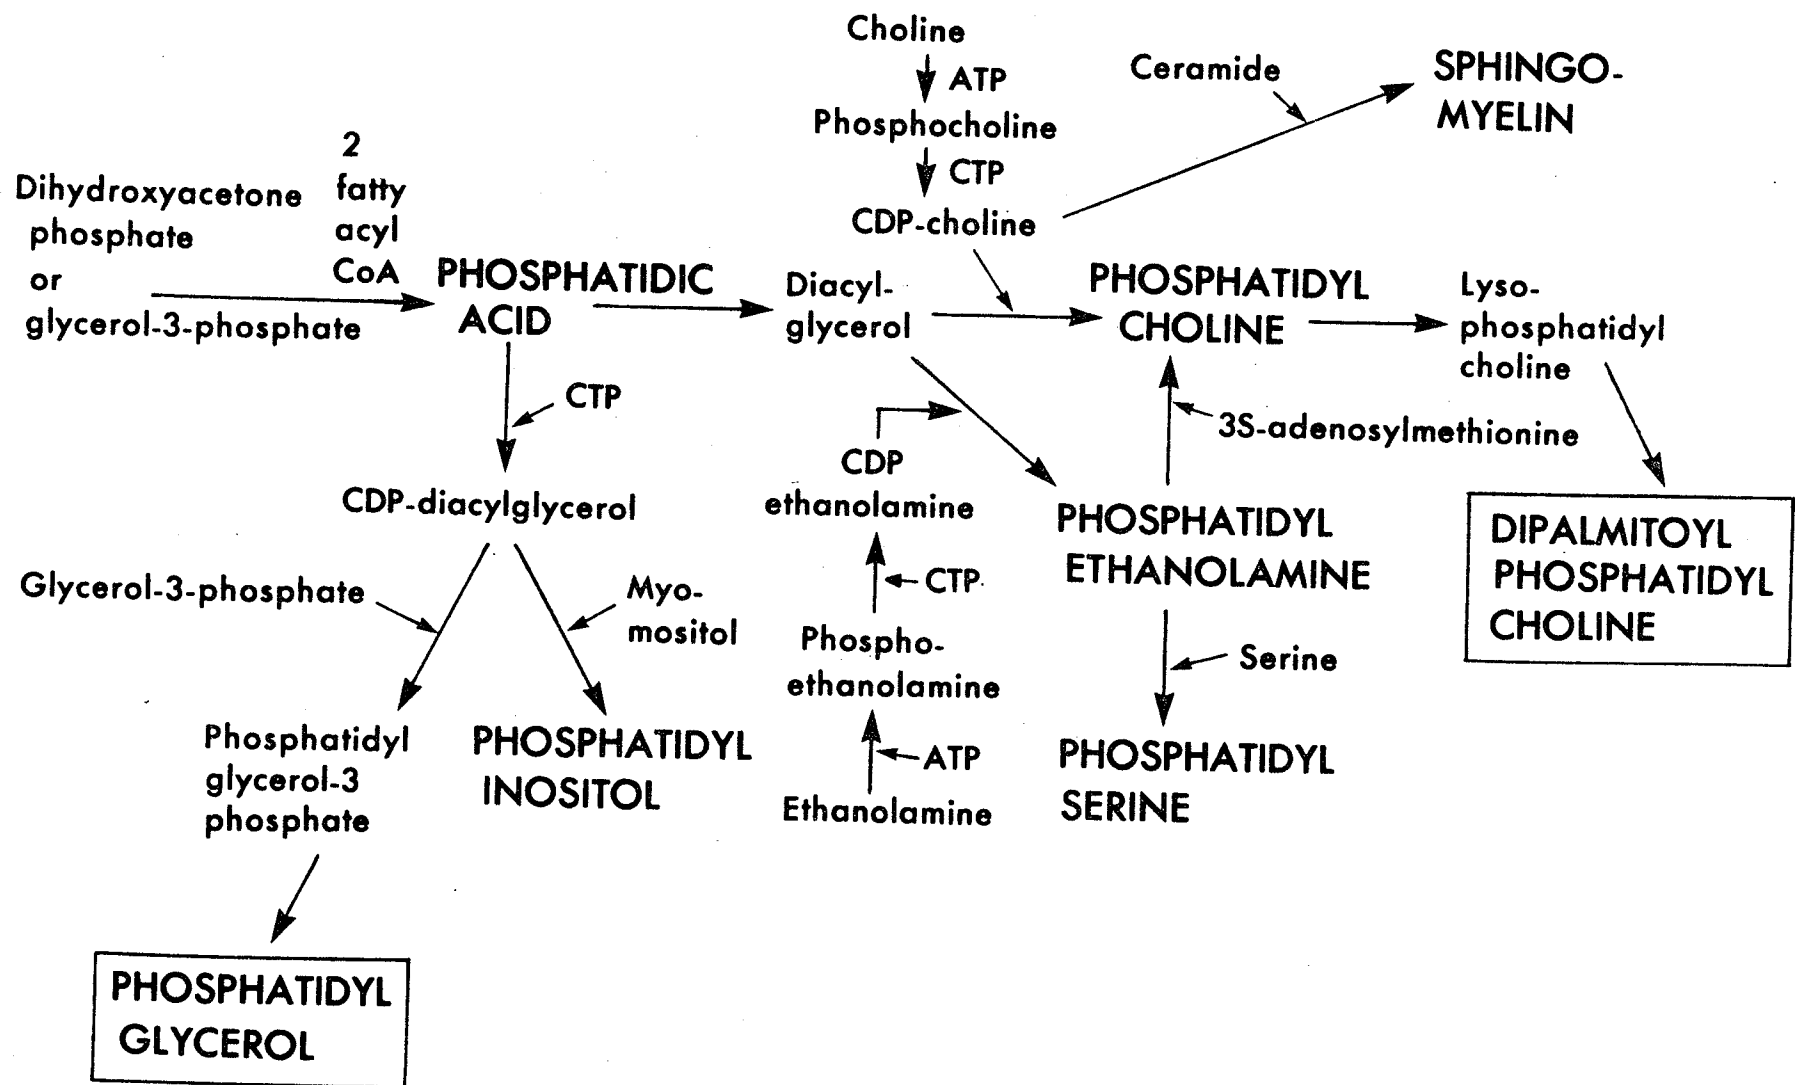 Choline
ATP
Phosphocholine
CTP
CDP-choline
Ceramide
SPHINGO-
MYELIN
Dihydroxyacetone
phosphate
or
glycerol-3-phosphate
2
fatty
acyl
CoA
PHOSPHATIDIC
ACID
Diacyl-
glycerol
PHOSPHATIDYL
CHOLINE
Lyso-
phosphatidyl
choline
CTP
3S-adenosylmethionine
CDP-diacylglycerol
CDP
ethanolamine
PHOSPHATIDYL
ETHANOLAMINE
DIPALMITOYL
PHOSPHATIDYL
CHOLINE
Glycerol-3-phosphate
Myo-
mositol
CTP
Phospho-
ethanolamine
Serine
Phosphatidyl
glycerol-3
phosphate
PHOSPHATIDYL
INOSITOL
ATP
Ethanolamine
PHOSPHATIDYL
SERINE
PHOSPHATIDYL
GLYCEROL